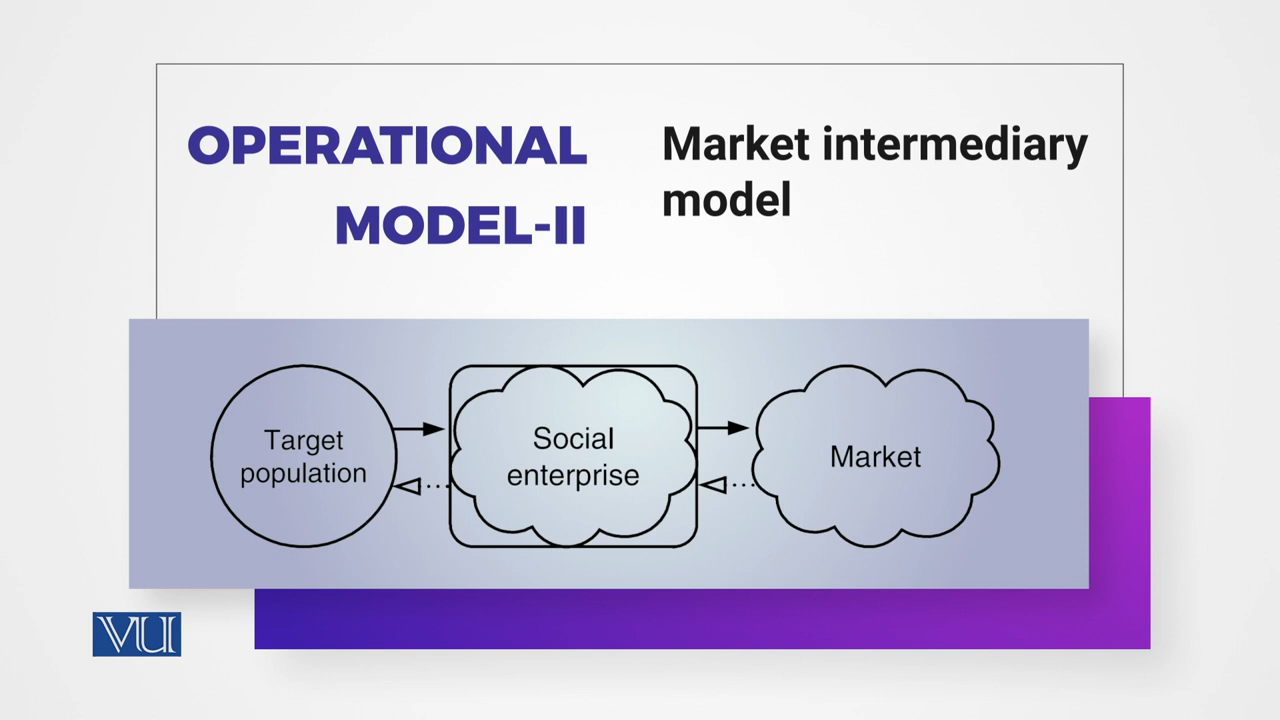 OPERATIONAL
MODEL-II
Market intermediary
model
Target
population
Social
enterprise
Market
VU